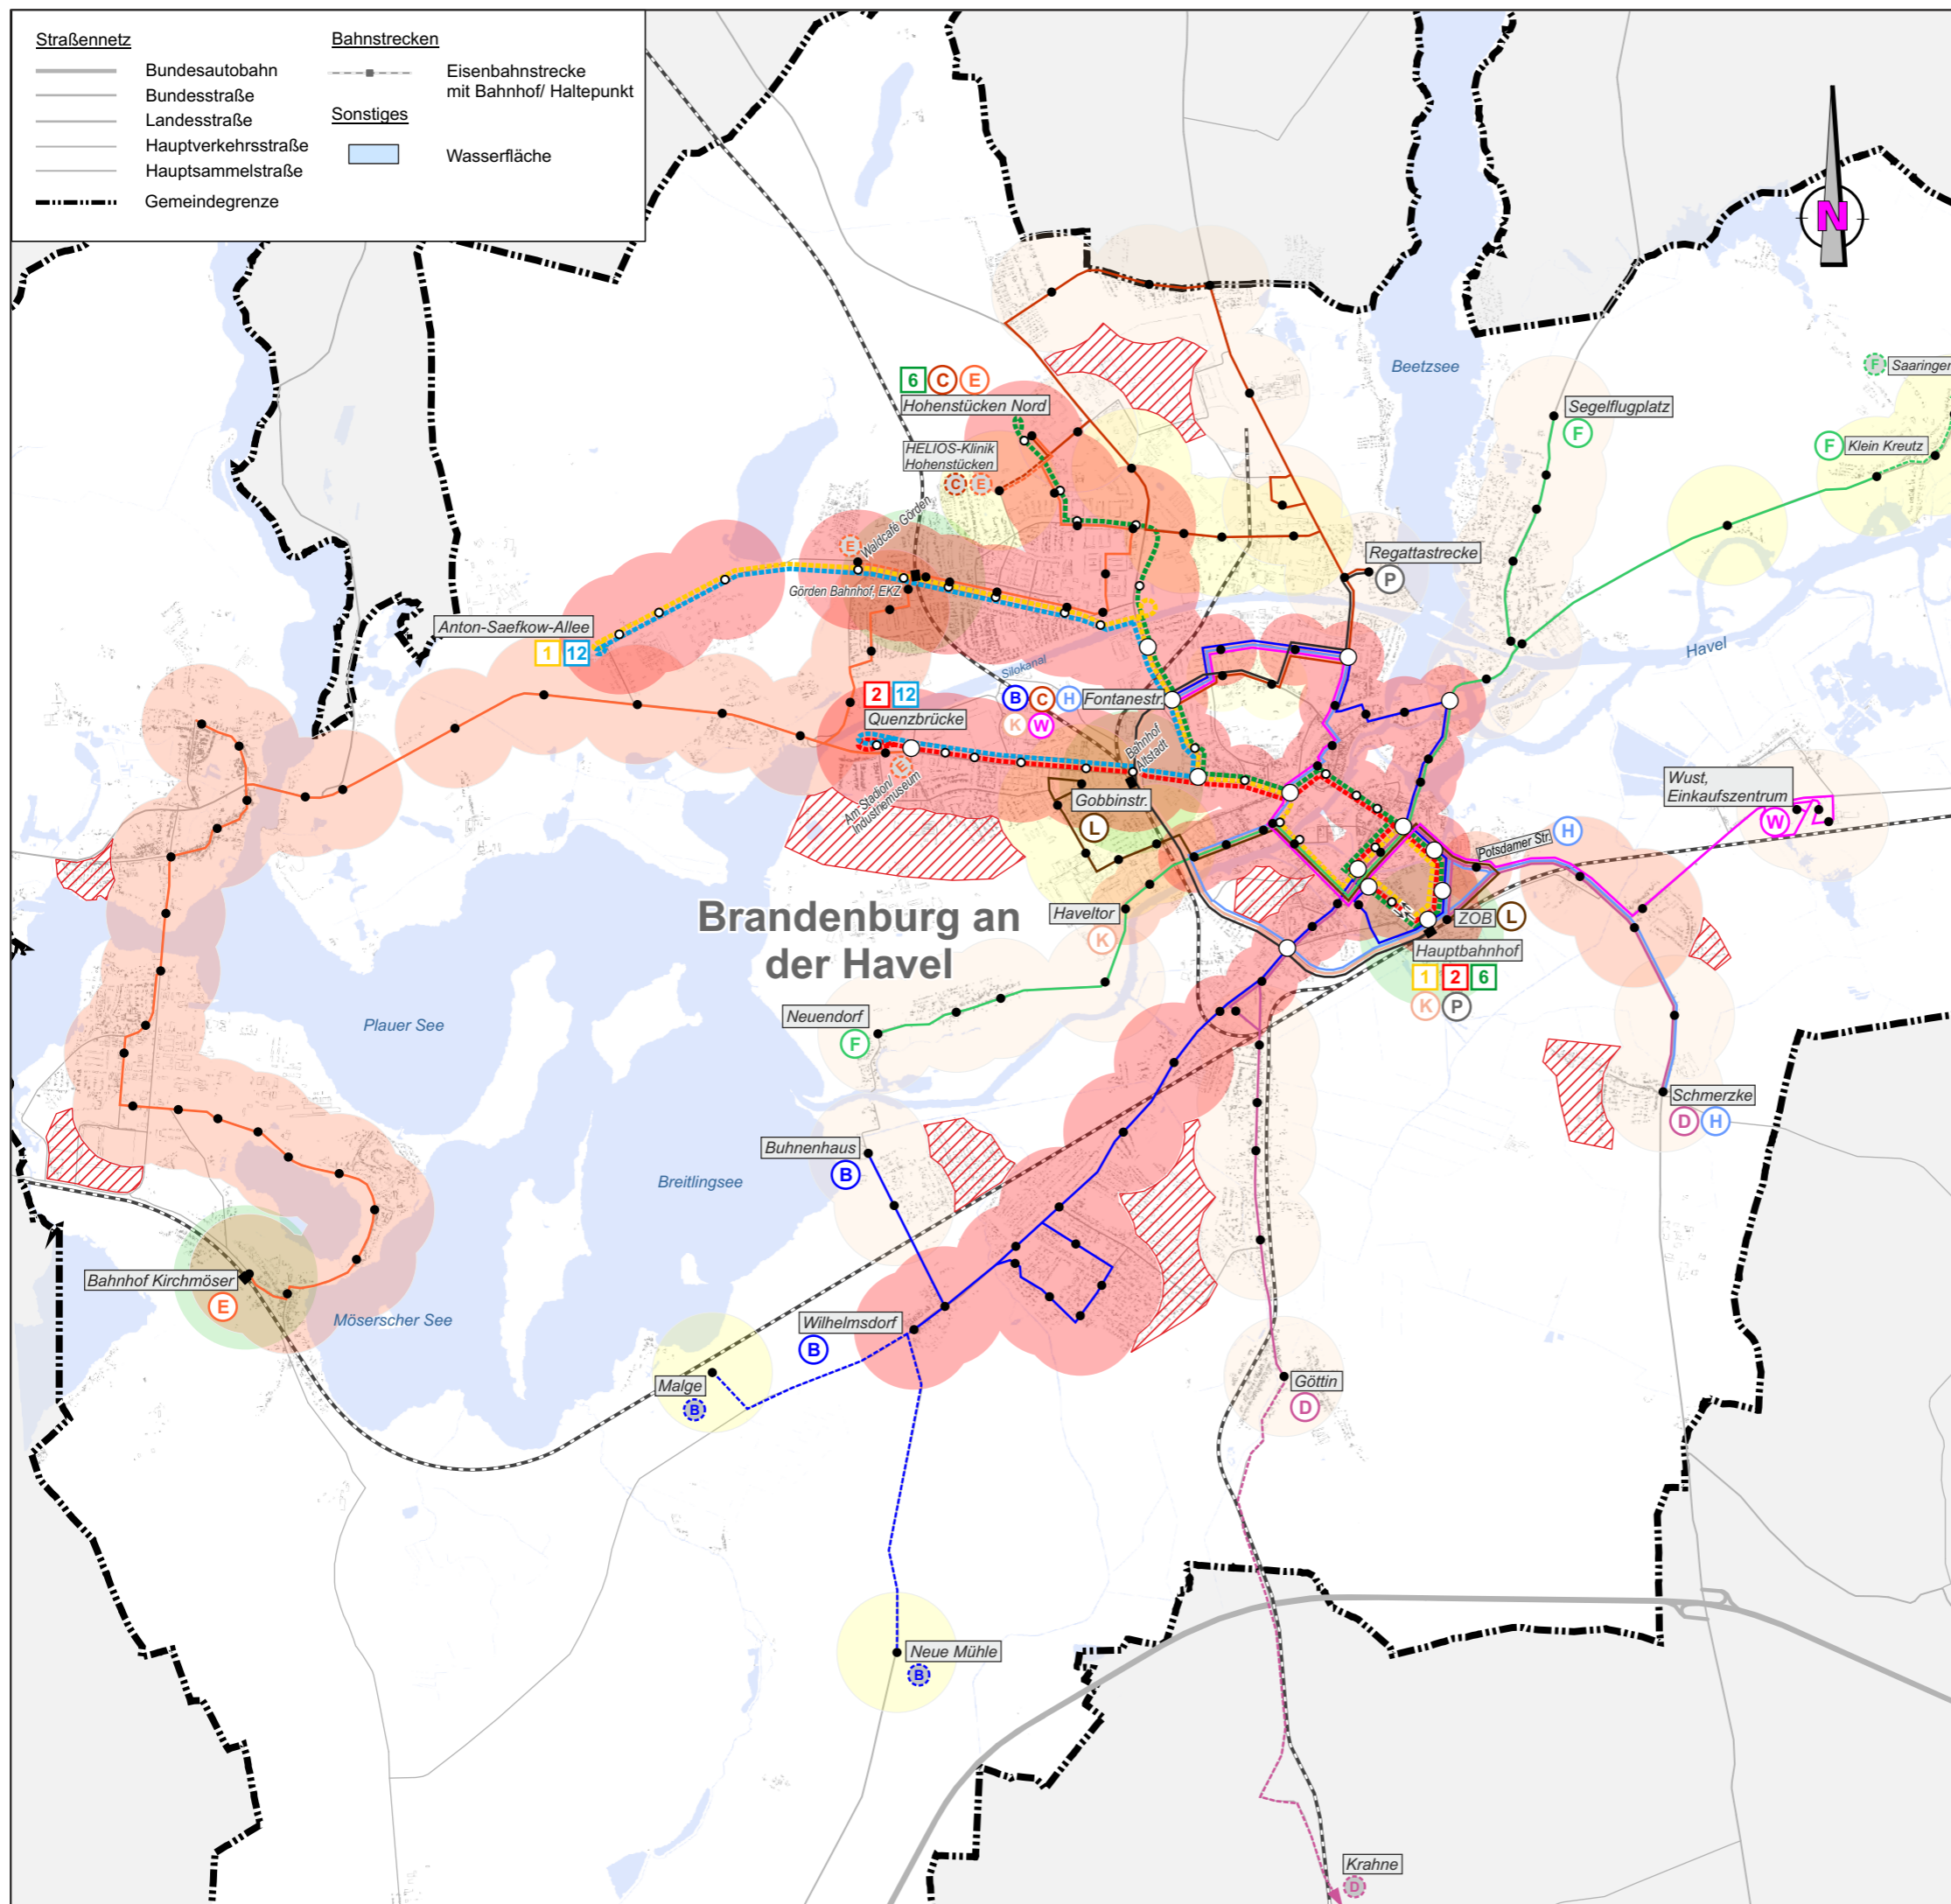 Straßennetz
Bundesautobahn
Bundesstraße
Landesstraße
Hauptverkehrsstraße
Hauptsammelstraße
Gemeindegrenze
Bahnstrecken
Eisenbahnstrecke
mit Bahnhof/ Haltepunkt
Sonstiges
Wasserfläche
N
Beetzsee
6 C E
Hohenstücken Nord
HELIOS-Klinik
Hohenstücken
C E
Segelflugplatz
F
F Saaringen
F Klein Kreutz
E
Waldcafé Görden
Görden Bahnhof, EKZ
Regattastrecke
P
Anton-Saefkow-Allee
1 12
Silokanal
Havel
2 12
Quenzbrücke
B C H Fontanestr.
K W
Bahnhof
Altstadt
E
Am Stadion/
Industriemuseum
Gobbinstr.
L
Wust,
Einkaufszentrum
W
Potsdamer Str. H
Brandenburg an
der Havel
Haveltor
K
ZOB L
Hauptbahnhof
1 2 6
K P
Neuendorf
F
Plauer See
Schmerzke
D H
Buhnenhaus
B
Breitlingsee
Bahnhof Kirchmöser
E
Möserscher See
Wilhelmsdorf
B
Malge
B
Göttin
D
Neue Mühle
B
Krahne
D